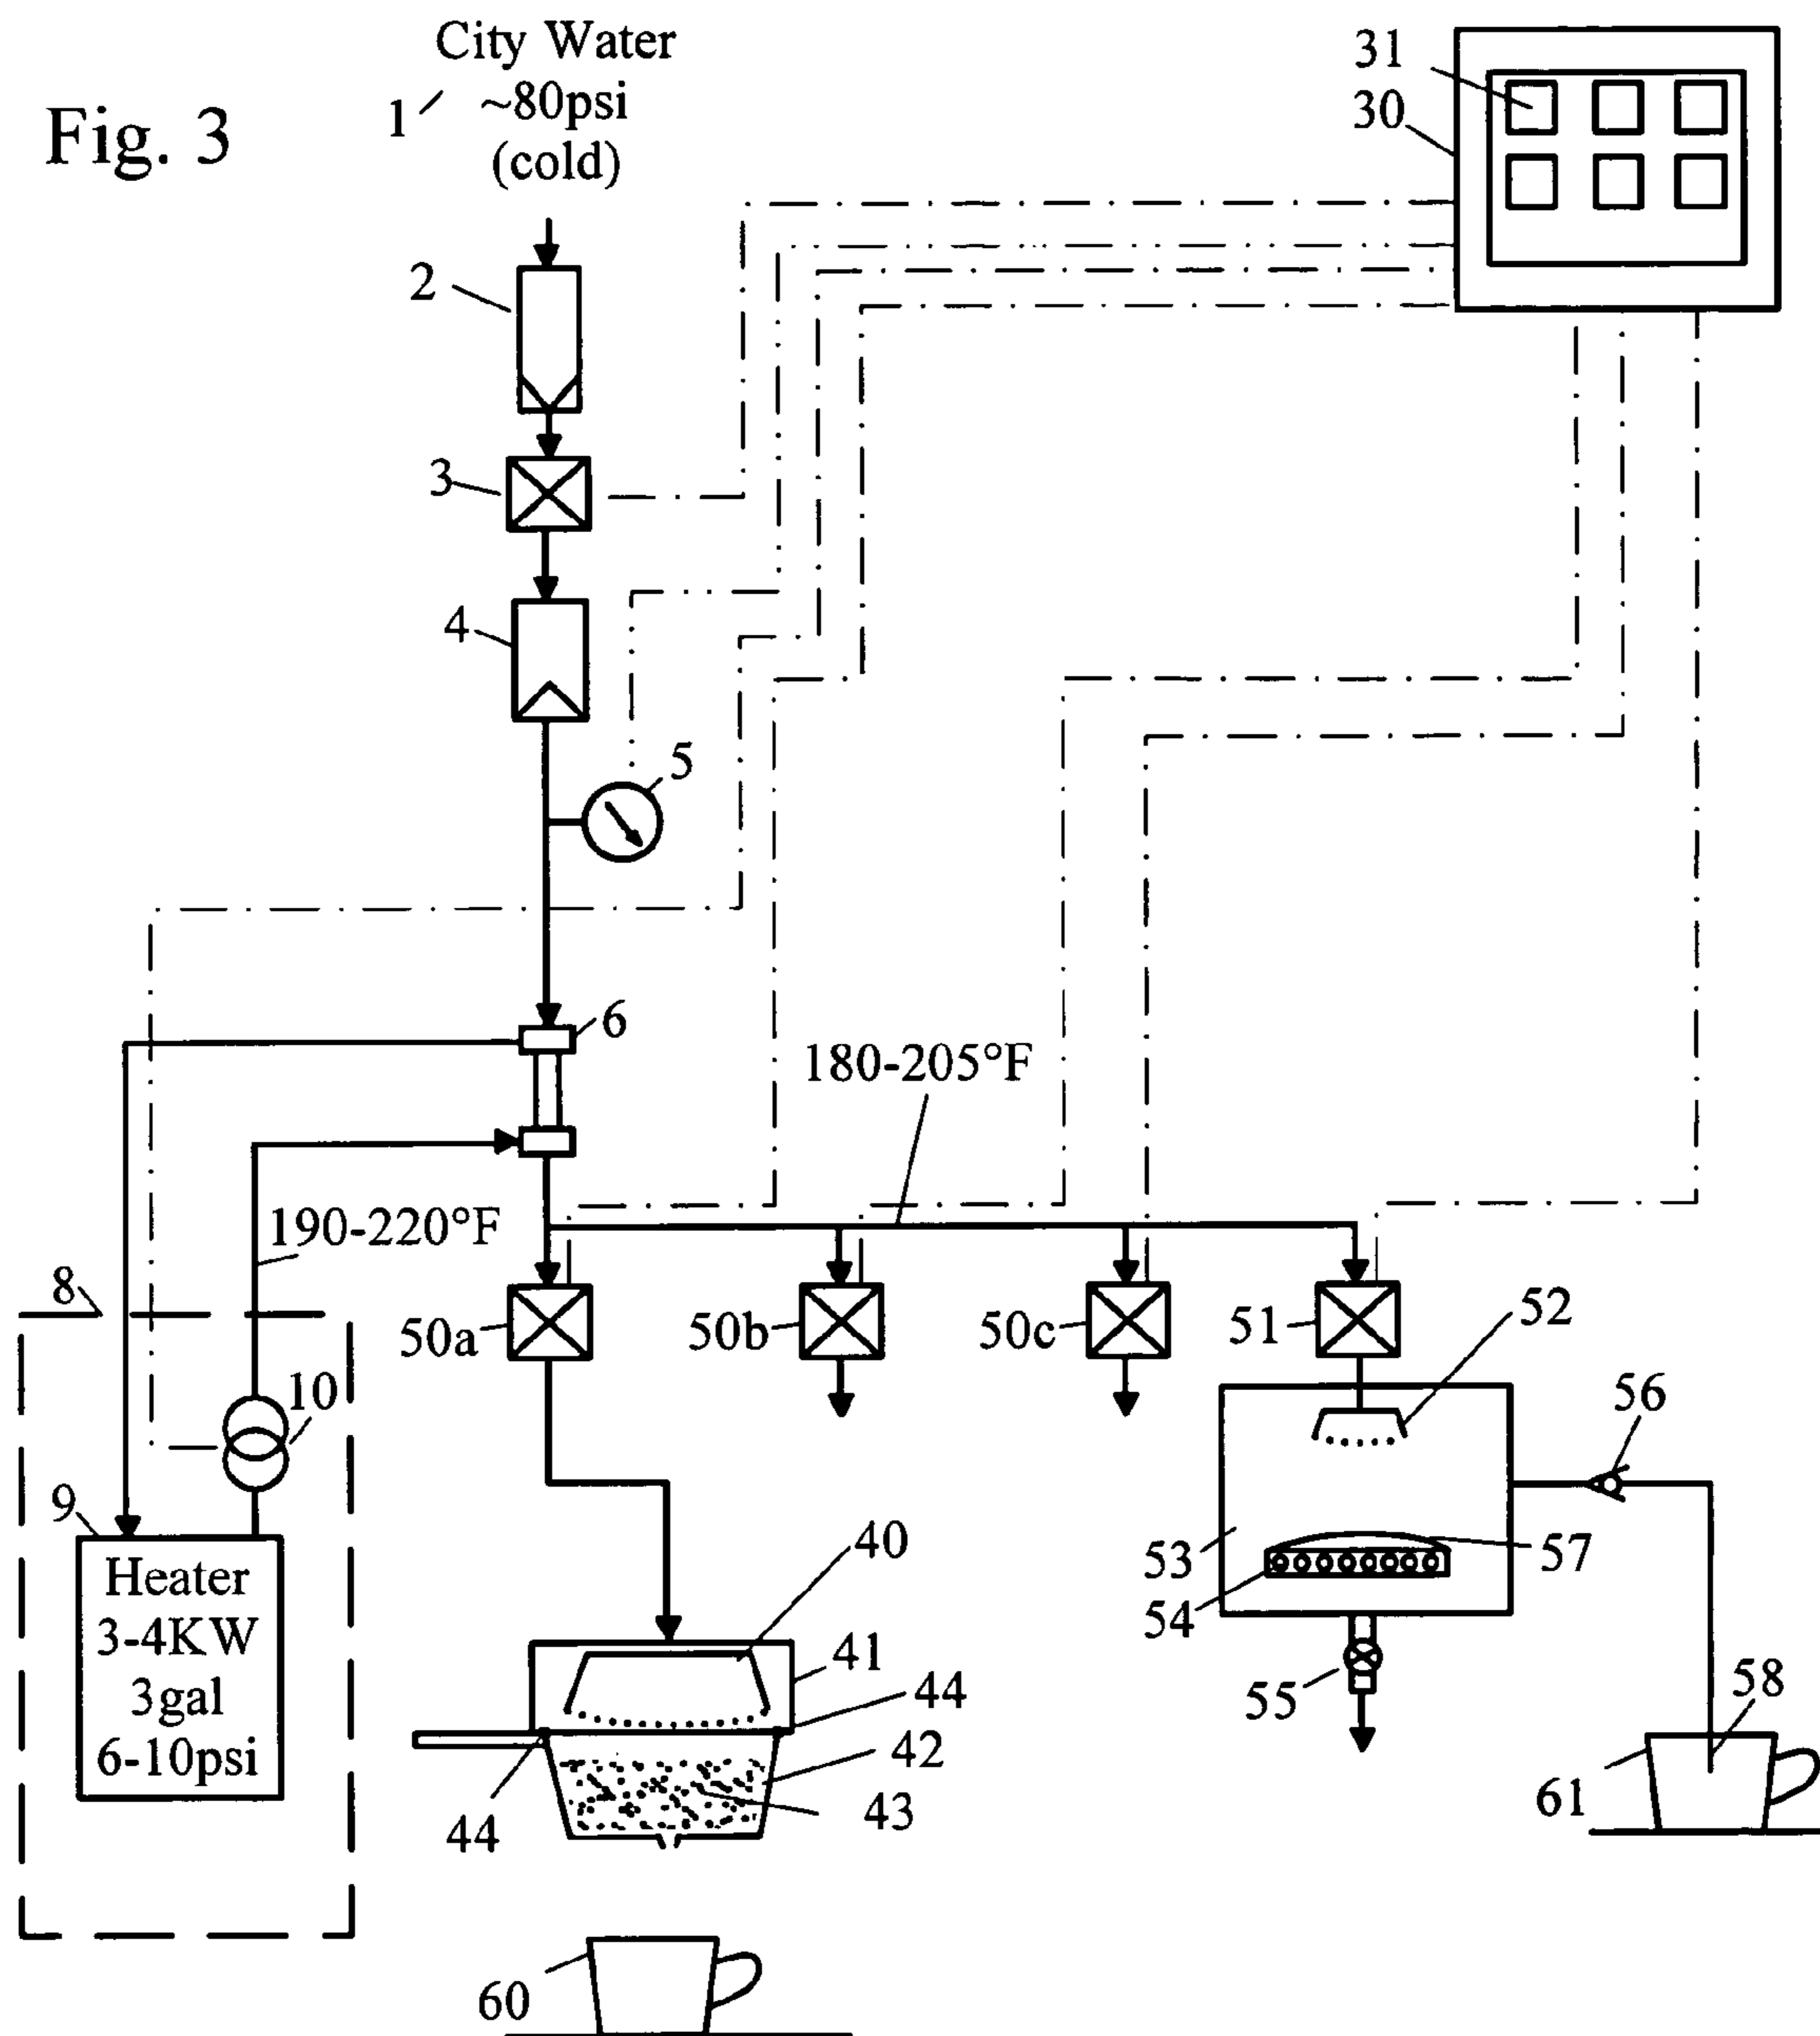 Fig. 3
City Water
1 ~80psi
(cold)
31
30
2
3
4
5
6
180-205°F
190-220°F
8
50a
50b
50c
51
52
10
56
9
Heater
3-4KW
3gal
6-10psi
40
53
57
54
41
44
55
58
42
61
43
44
60